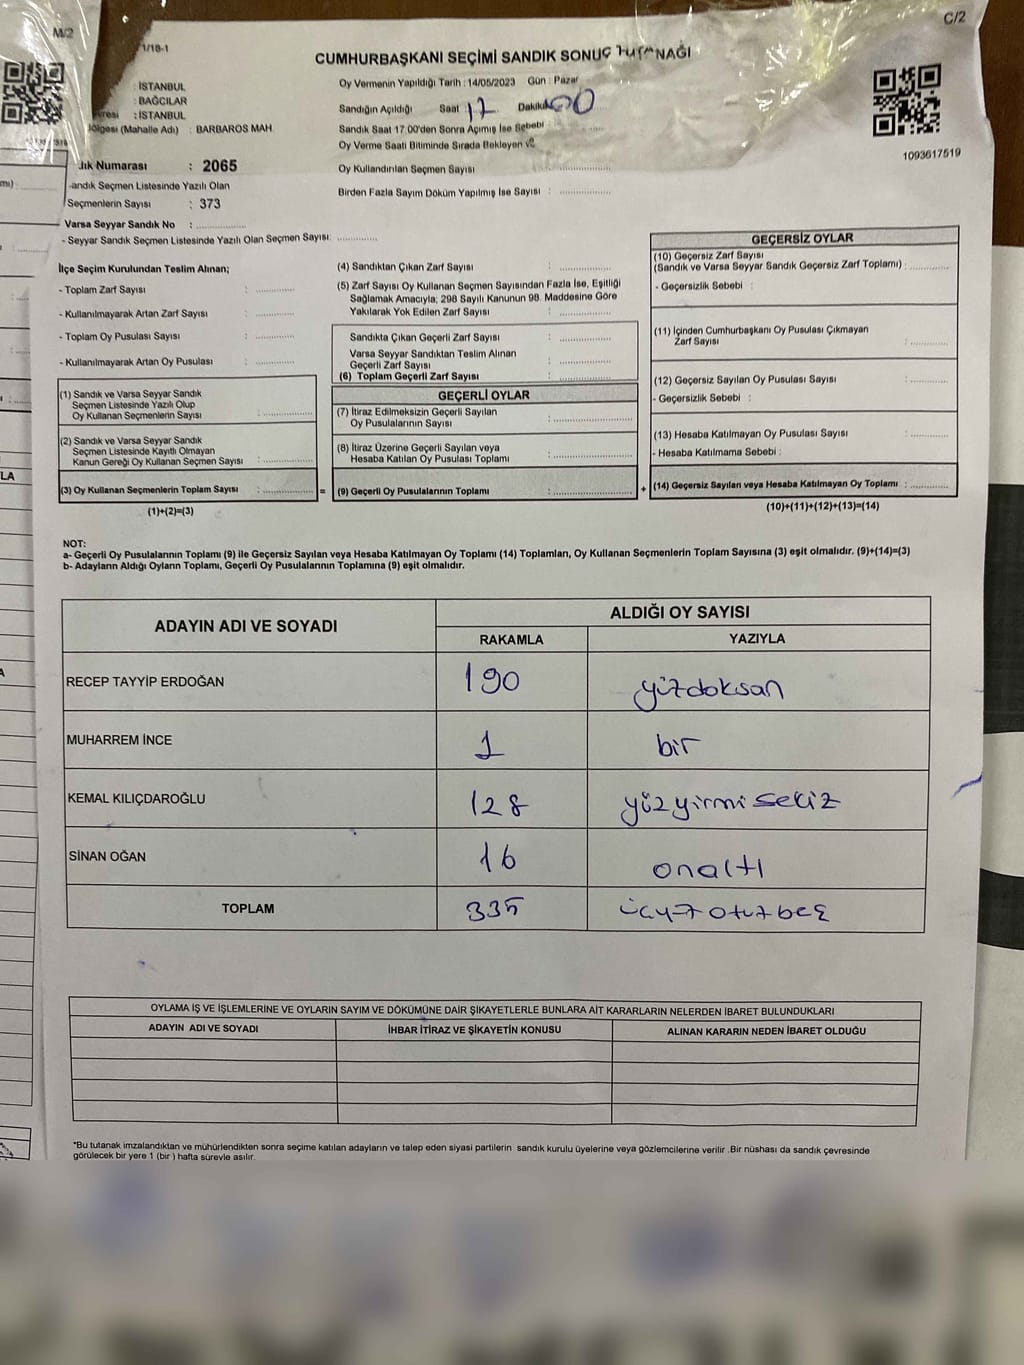 M/2
C/2
1/18-1
CUMHURBAŞKANI SEÇİMİ SANDIK SONUÇ TUTANAĞI
: İSTANBUL
: BAĞCILAR
: İSTANBUL
(Mahalle Adı) : BARBAROS MAH
Numarası : 2065
Seçmen Listesinde Yazılı Olan
Seçmenlerin Sayısı : 373
Varsa Seyyar Sandık No :
- Seyyar Sandık Seçmen Listesinde Yazılı Olan Seçmen Sayısı:
Oy Vermenin Yapıldığı Tarih : 14/05/2023 Gün : Pazar
Sandığın Açıldığı Saat 17 Dakika 00
Sandık Saat 17.00'den Sonra Açımış İse Sebebi :
Oy Verme Saati Bitiminde Sırada Bekleyen ve
Oy Kullandırılan Seçmen Sayısı
Birden Fazla Sayım Döküm Yapılmış İse Sayısı :
1093617519
İlçe Seçim Kurulundan Teslim Alınan;
- Toplam Zarf Sayısı :
- Kullanılmayarak Artan Zarf Sayısı :
- Toplam Oy Pusulası Sayısı :
- Kullanılmayarak Artan Oy Pusulası :
(1) Sandık ve Varsa Seyyar Sandık
Seçmen Listesinde Yazılı Olup
Oy Kullanan Seçmenlerin Sayısı :
(2) Sandık ve Varsa Seyyar Sandık
Seçmen Listesinde Kayıtlı Olmayan
Kanun Gereği Oy Kullanan Seçmen Sayısı :
(3) Oy Kullanan Seçmenlerin Toplam Sayısı :
(1)+(2)=(3)
(4) Sandıktan Çıkan Zarf Sayısı :
(5) Zarf Sayısı Oy Kullanan Seçmen Sayısından Fazla İse, Eşitliği
Sağlamak Amacıyla; 298 Sayılı Kanunun 98. Maddesine Göre
Yakılarak Yok Edilen Zarf Sayısı :
Sandıkta Çıkan Geçerli Zarf Sayısı :
Varsa Seyyar Sandıktan Teslim Alınan
Geçerli Zarf Sayısı :
(6) Toplam Geçerli Zarf Sayısı :
GEÇERLİ OYLAR
(7) İtiraz Edilmeksizin Geçerli Sayılan
Oy Pusulalarının Sayısı :
(8) İtiraz Üzerine Geçerli Sayılan veya
Hesaba Katılan Oy Pusulası Toplamı :
= (9) Geçerli Oy Pusulalarının Toplamı :
GEÇERSİZ OYLAR
(10) Geçersiz Zarf Sayısı
(Sandık ve Varsa Seyyar Sandık Geçersiz Zarf Toplamı) :
- Geçersizlik Sebebi :
(11) İçinden Cumhurbaşkanı Oy Pusulası Çıkmayan
Zarf Sayısı :
(12) Geçersiz Sayılan Oy Pusulası Sayısı :
- Geçersizlik Sebebi :
(13) Hesaba Katılmayan Oy Pusulası Sayısı :
- Hesaba Katılmama Sebebi :
+ (14) Geçersiz Sayılan veya Hesaba Katılmayan Oy Toplamı :
(10)+(11)+(12)+(13)=(14)
NOT:
a- Geçerli Oy Pusulalarının Toplamı (9) ile Geçersiz Sayılan veya Hesaba Katılmayan Oy Toplamı (14) Toplamları, Oy Kullanan Seçmenlerin Toplam Sayısına (3) eşit olmalıdır. (9)+(14)=(3)
b- Adayların Aldığı Oyların Toplamı, Geçerli Oy Pusulalarının Toplamına (9) eşit olmalıdır.
ADAYIN ADI VE SOYADI
ALDIĞI OY SAYISI
RAKAMLA YAZIYLA
RECEP TAYYİP ERDOĞAN 190 yüzdoksan
MUHARREM İNCE 1 bir
KEMAL KILIÇDAROĞLU 128 yüzyirmisekiz
SİNAN OĞAN 16 onaltı
TOPLAM 335 üçyüzotuzbeş
OYLAMA İŞ VE İŞLEMLERİNE VE OYLARIN SAYIM VE DÖKÜMÜNE DAİR ŞİKAYETLERLE BUNLARA AİT KARARLARIN NELERDEN İBARET BULUNDUKLARI
ADAYIN ADI VE SOYADI İHBAR İTİRAZ VE ŞİKAYETİN KONUSU ALINAN KARARIN NEDEN İBARET OLDUĞU
*Bu tutanak imzalandıktan ve mühürlendikten sonra seçime katılan adayların ve talep eden siyasi partilerin sandık kurulu üyelerine veya gözlemcilerine verilir .Bir nüshası da sandık çevresinde
görülecek bir yere 1 (bir ) hafta süreyle asılır.